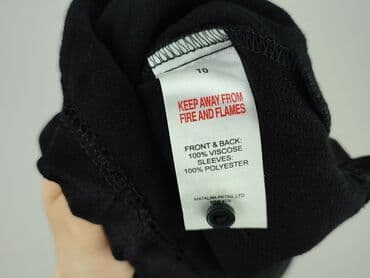 10
KEEP AWAY FROM
FIRE AND FLAMES
FRONT & BACK:
100% VISCOSE
SLEEVES:
100% POLYESTER
MATALAN RETAIL LTD